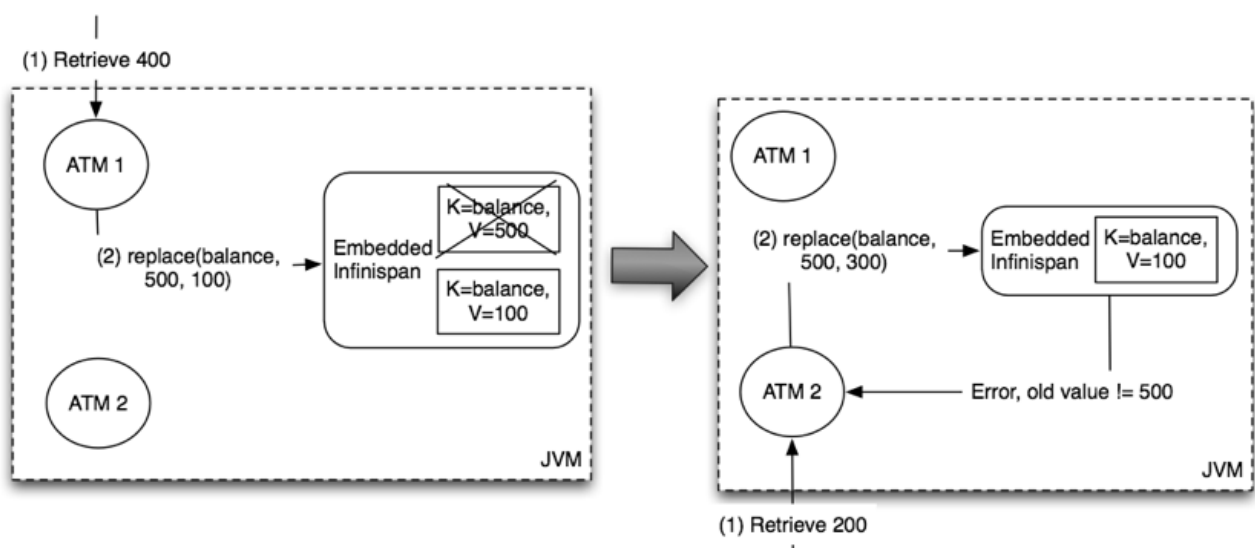 (1) Retrieve 400
ATM 1
(2) replace(balance,
500, 100)
Embedded
Infinispan
K=balance,
V=500
K=balance,
V=100
ATM 2
JVM
ATM 1
(2) replace(balance,
500, 300)
Embedded
Infinispan
K=balance,
V=100
ATM 2
Error, old value != 500
JVM
(1) Retrieve 200